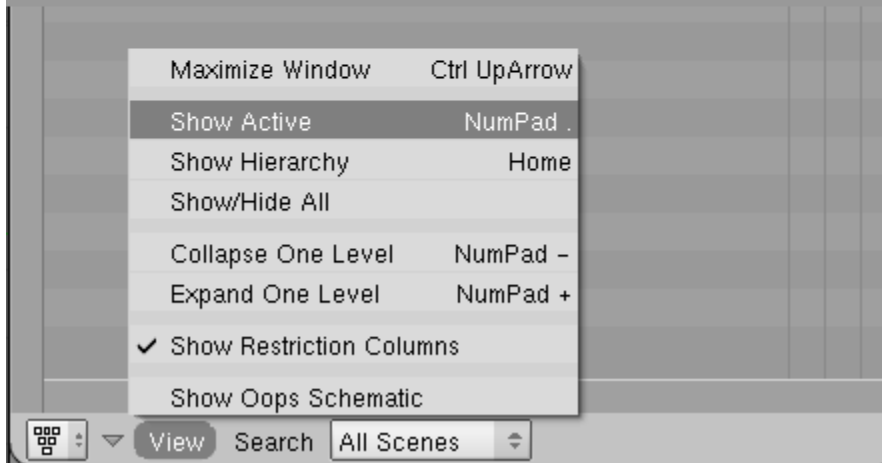 Maximize Window Ctrl UpArrow
Show Active NumPad .
Show Hierarchy Home
Show/Hide All
Collapse One Level NumPad -
Expand One Level NumPad +
Show Restriction Columns
Show Oops Schematic
View Search All Scenes